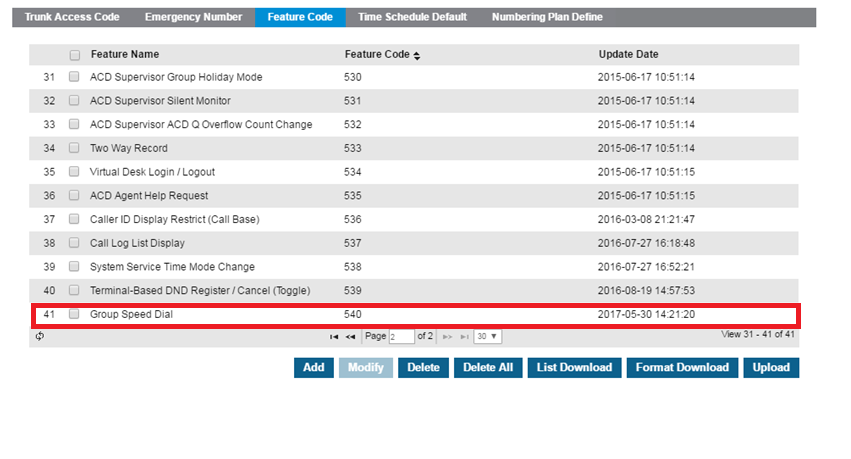 Trunk Access Code Emergency Number Feature Code Time Schedule Default Numbering Plan Define
Feature Name Feature Code Update Date
31 ACD Supervisor Group Holiday Mode 530 2015-06-17 10:51:14
32 ACD Supervisor Silent Monitor 531 2015-06-17 10:51:14
33 ACD Supervisor ACD Q Overflow Count Change 532 2015-06-17 10:51:14
34 Two Way Record 533 2015-06-17 10:51:14
35 Virtual Desk Login / Logout 534 2015-06-17 10:51:15
36 ACD Agent Help Request 535 2015-06-17 10:51:15
37 Caller ID Display Restrict (Call Base) 536 2016-03-08 21:21:47
38 Call Log List Display 537 2016-07-27 16:18:48
39 System Service Time Mode Change 538 2016-07-27 16:52:21
40 Terminal-Based DND Register / Cancel (Toggle) 539 2016-08-19 14:57:53
41 Group Speed Dial 540 2017-05-30 14:21:20
Page 2 of 2 30 View 31 - 41 of 41
Add Modify Delete Delete All List Download Format Download Upload